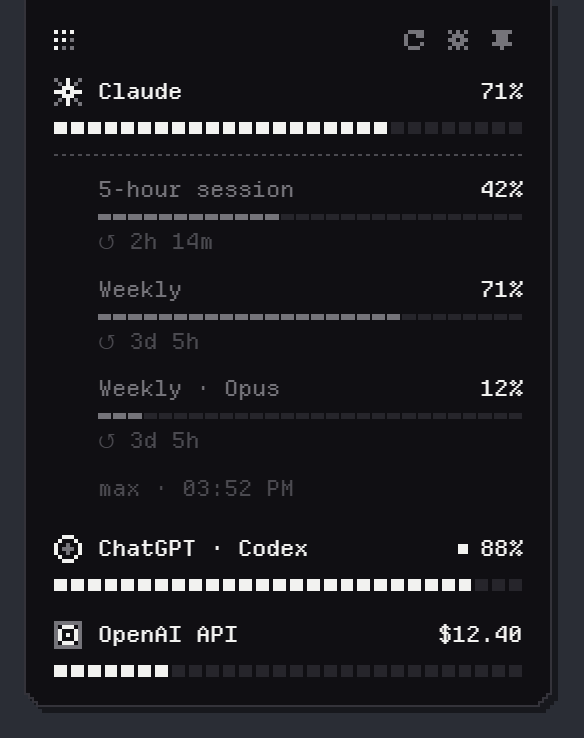 Claude 71%
5-hour session 42%
↺ 2h 14m
Weekly 71%
↺ 3d 5h
Weekly · Opus 12%
↺ 3d 5h
max · 03:52 PM
ChatGPT · Codex 88%
OpenAI API $12.40